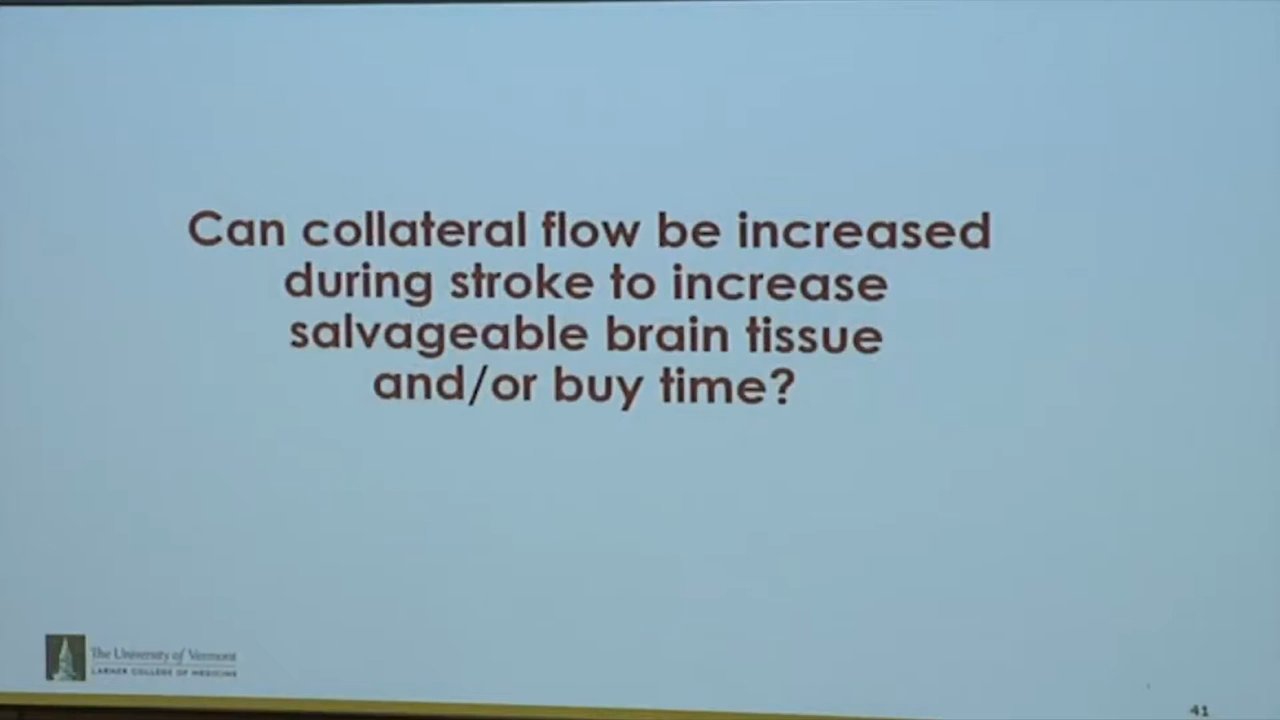 Can collateral flow be increased
during stroke to increase
salvageable brain tissue
and/or buy time?
The University of Vermont
LARNER COLLEGE OF MEDICINE
41